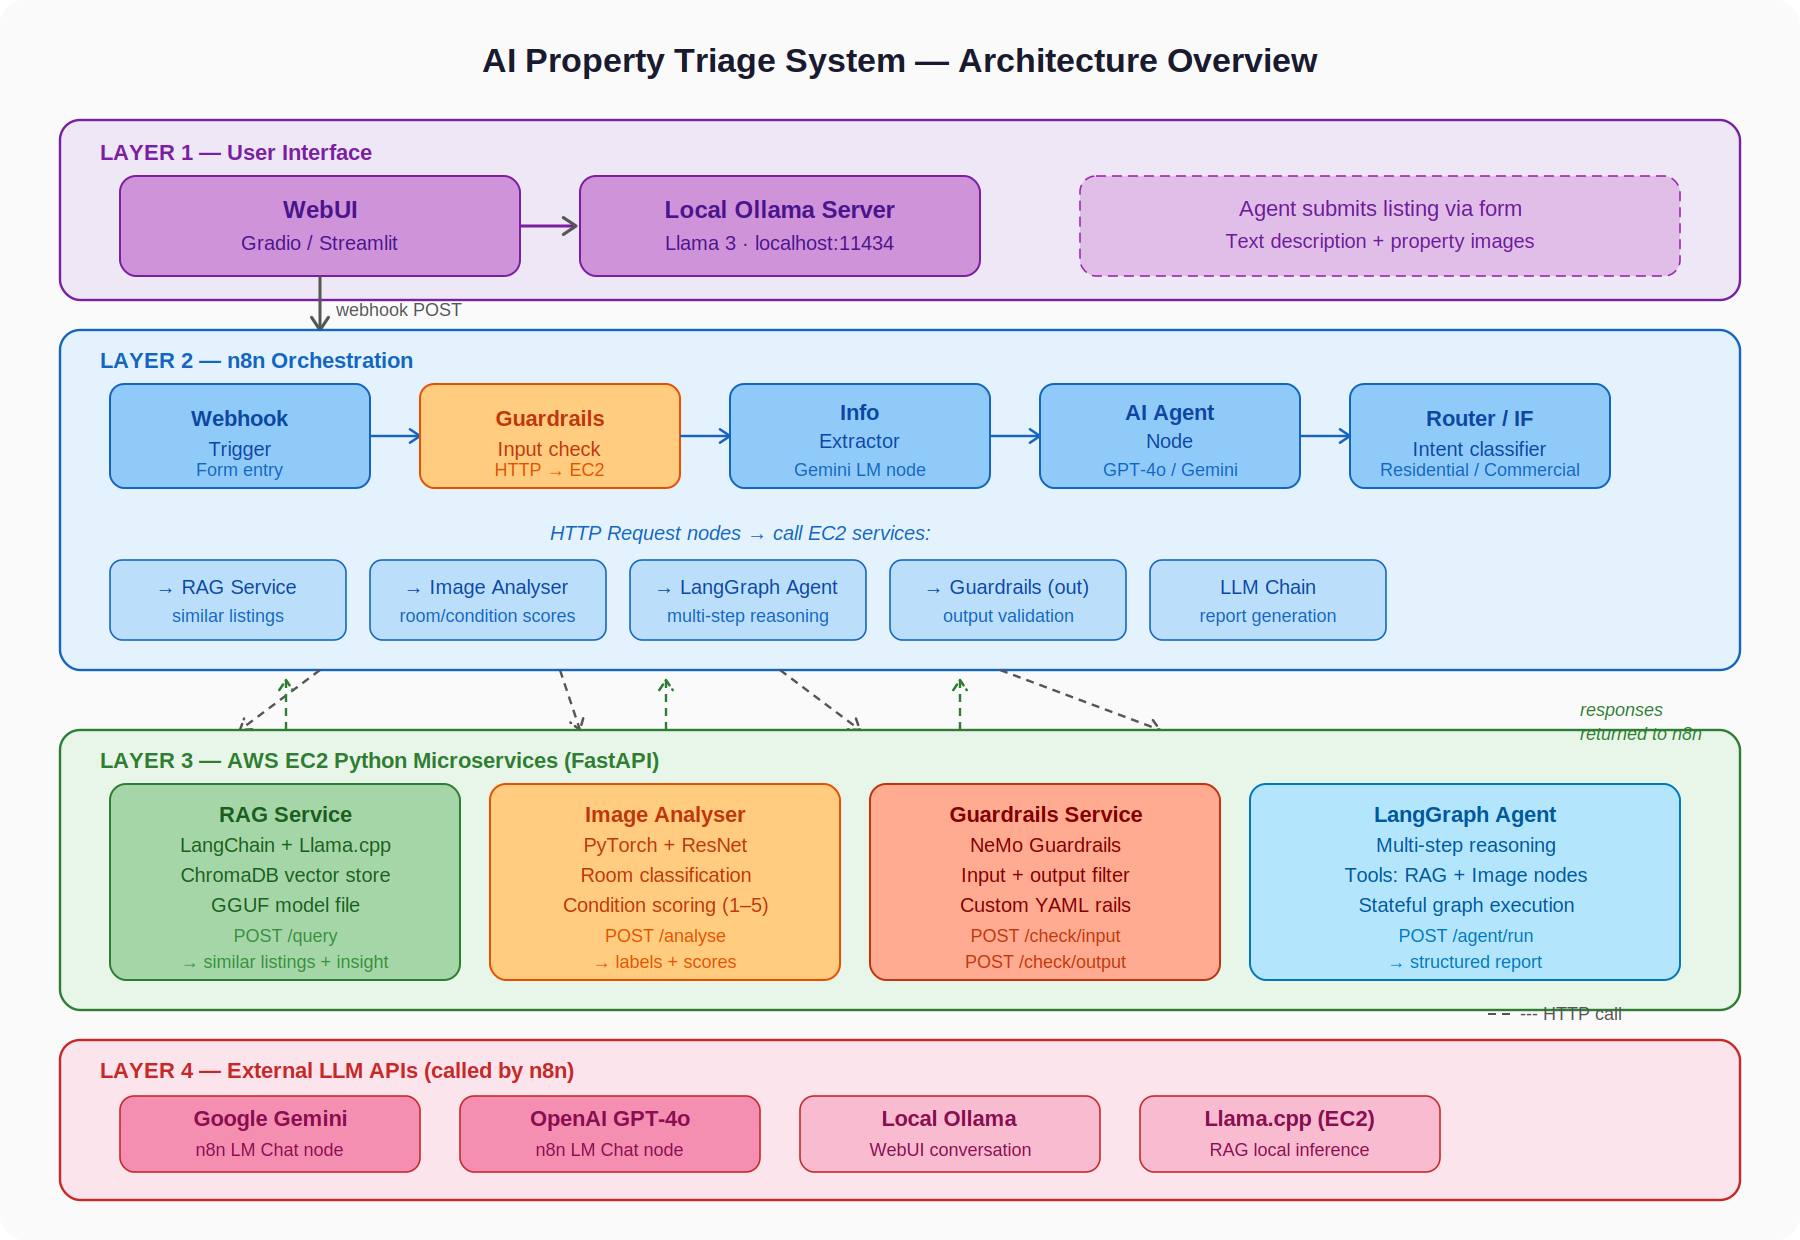 AI Property Triage System — Architecture Overview
LAYER 1 — User Interface
WebUI
Gradio / Streamlit
Local Ollama Server
Llama 3 · localhost:11434
Agent submits listing via form
Text description + property images
webhook POST
LAYER 2 — n8n Orchestration
Webhook
Trigger
Form entry
Guardrails
Input check
HTTP → EC2
Info
Extractor
Gemini LM node
AI Agent
Node
GPT-4o / Gemini
Router / IF
Intent classifier
Residential / Commercial
HTTP Request nodes → call EC2 services:
→ RAG Service
similar listings
→ Image Analyser
room/condition scores
→ LangGraph Agent
multi-step reasoning
→ Guardrails (out)
output validation
LLM Chain
report generation
responses
returned to n8n
LAYER 3 — AWS EC2 Python Microservices (FastAPI)
RAG Service
LangChain + Llama.cpp
ChromaDB vector store
GGUF model file
POST /query
→ similar listings + insight
Image Analyser
PyTorch + ResNet
Room classification
Condition scoring (1–5)
POST /analyse
→ labels + scores
Guardrails Service
NeMo Guardrails
Input + output filter
Custom YAML rails
POST /check/input
POST /check/output
LangGraph Agent
Multi-step reasoning
Tools: RAG + Image nodes
Stateful graph execution
POST /agent/run
→ structured report
--- HTTP call
LAYER 4 — External LLM APIs (called by n8n)
Google Gemini
n8n LM Chat node
OpenAI GPT-4o
n8n LM Chat node
Local Ollama
WebUI conversation
Llama.cpp (EC2)
RAG local inference